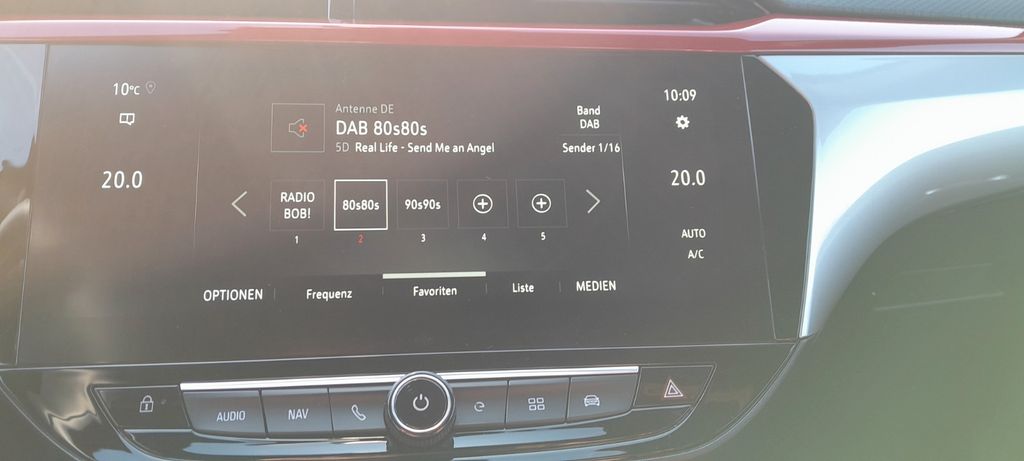 10°C
20.0
Antenne DE
DAB 80s80s
5D Real Life - Send Me an Angel
Band
DAB
Sender 1/16
10:09
20.0
AUTO
A/C
RADIO
BOB!
80s80s
90s90s
1
2
3
4
5
OPTIONEN
Frequenz
Favoriten
Liste
MEDIEN
AUDIO
NAV